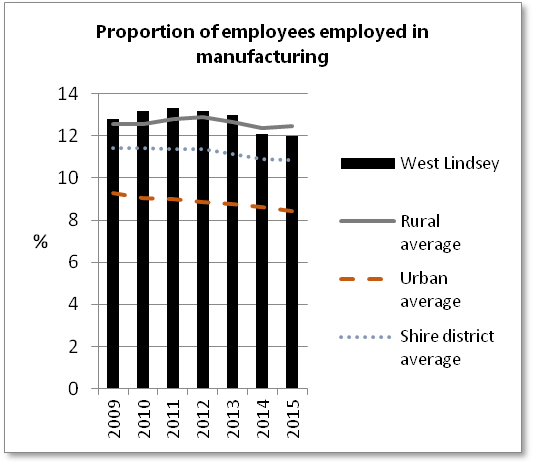 Proportion of employees employed in
manufacturing
14
12
10
8
6
4
2
0
%
2009
2010
2011
2012
2013
2014
2015
West Lindsey
Rural
average
Urban
average
Shire district
average